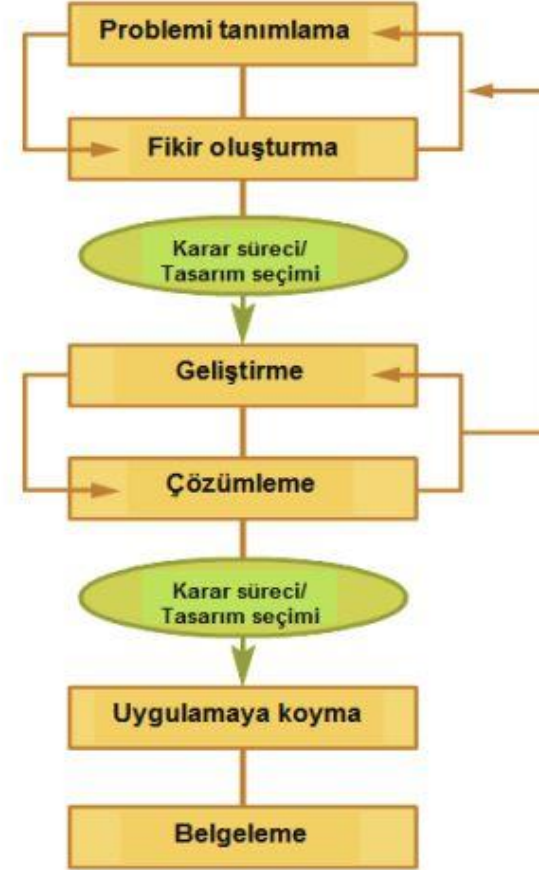 Problemi tanımlama
Fikir oluşturma
Karar süreci/
Tasarım seçimi
Geliştirme
Çözümleme
Karar süreci/
Tasarım seçimi
Uygulamaya koyma
Belgeleme